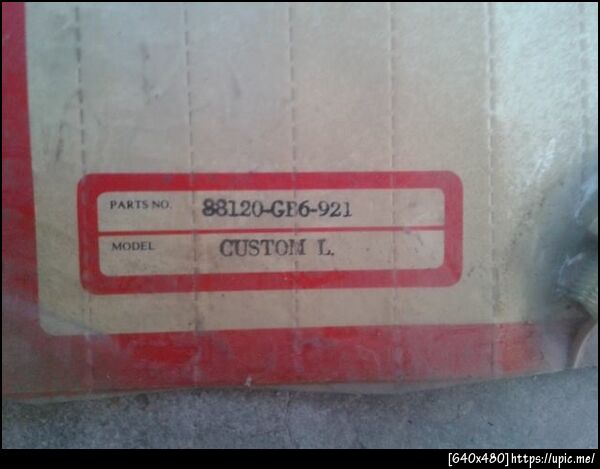 PARTS NO. 88120-GB6-921
MODEL CUSTOM L.
[640x480]https://upic.me/